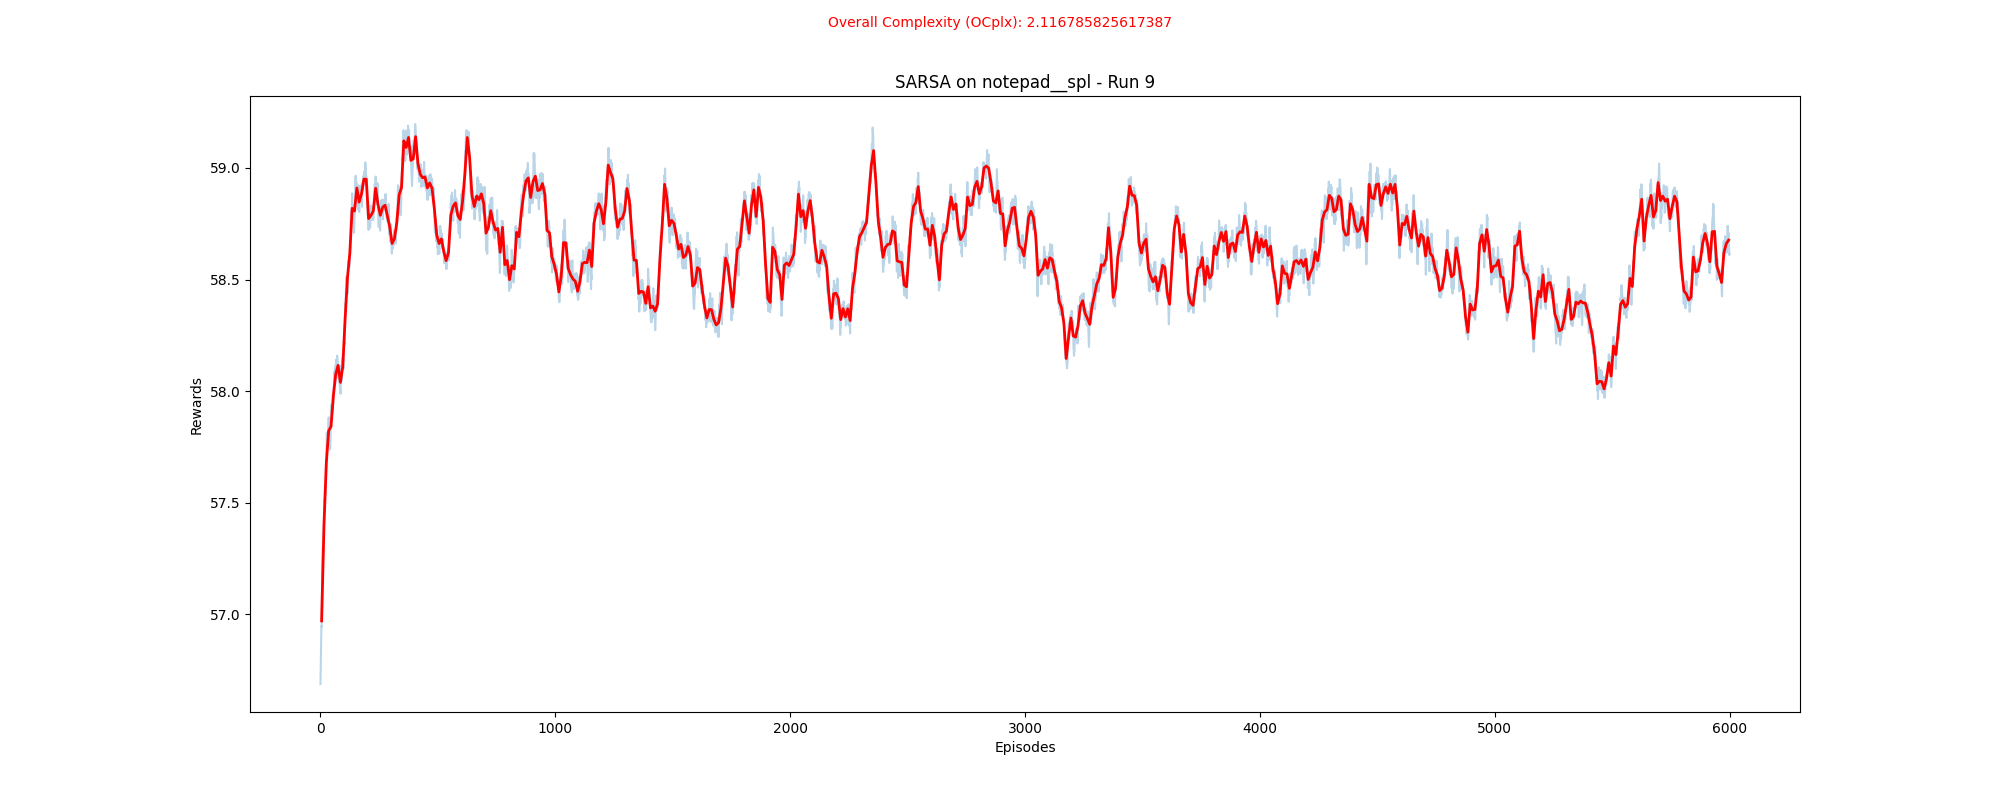 Overall Complexity (OCplx): 2.116785825617387
SARSA on notepad__spl - Run 9
59.0
58.5
58.0
57.5
57.0
Rewards
0 1000 2000 3000 4000 5000 6000
Episodes